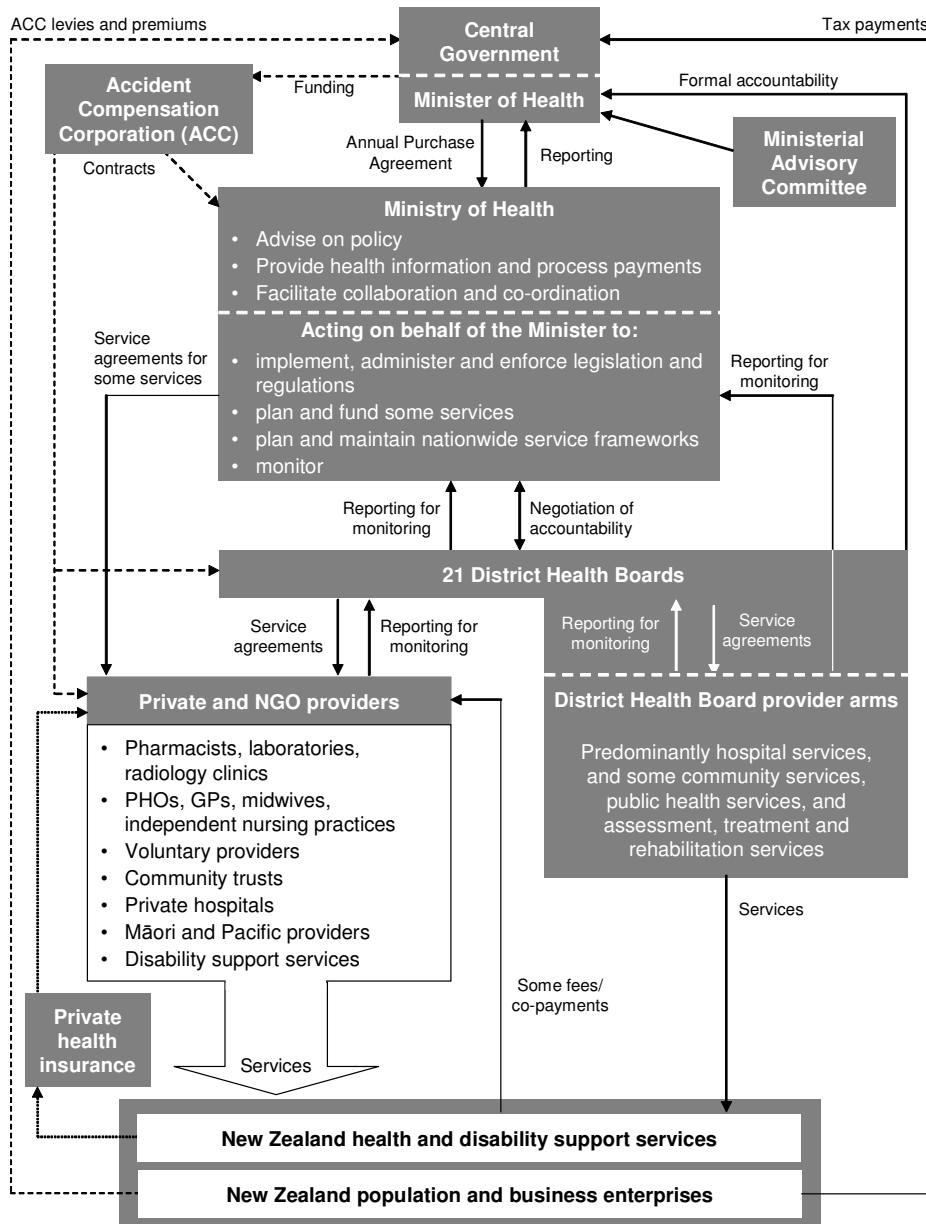 ACC levies and premiums
Central
Government
Tax payments
Accident
Compensation
Corporation (ACC)
Funding
Minister of Health
Formal accountability
Contracts
Annual Purchase
Agreement
Reporting
Ministerial
Advisory
Committee
Ministry of Health
• Advise on policy
• Provide health information and process payments
• Facilitate collaboration and co-ordination
Acting on behalf of the Minister to:
• implement, administer and enforce legislation and
regulations
• plan and fund some services
• plan and maintain nationwide service frameworks
• monitor
Service
agreements for
some services
Reporting for
monitoring
Reporting for
monitoring
Negotiation of
accountability
21 District Health Boards
Service
agreements
Reporting for
monitoring
Reporting for
monitoring
Service
agreements
Private and NGO providers
• Pharmacists, laboratories,
radiology clinics
• PHOs, GPs, midwives,
independent nursing practices
• Voluntary providers
• Community trusts
• Private hospitals
• Māori and Pacific providers
• Disability support services
District Health Board provider arms
Predominantly hospital services,
and some community services,
public health services, and
assessment, treatment and
rehabilitation services
Services
Some fees/
co-payments
Private
health
insurance
Services
New Zealand health and disability support services
New Zealand population and business enterprises